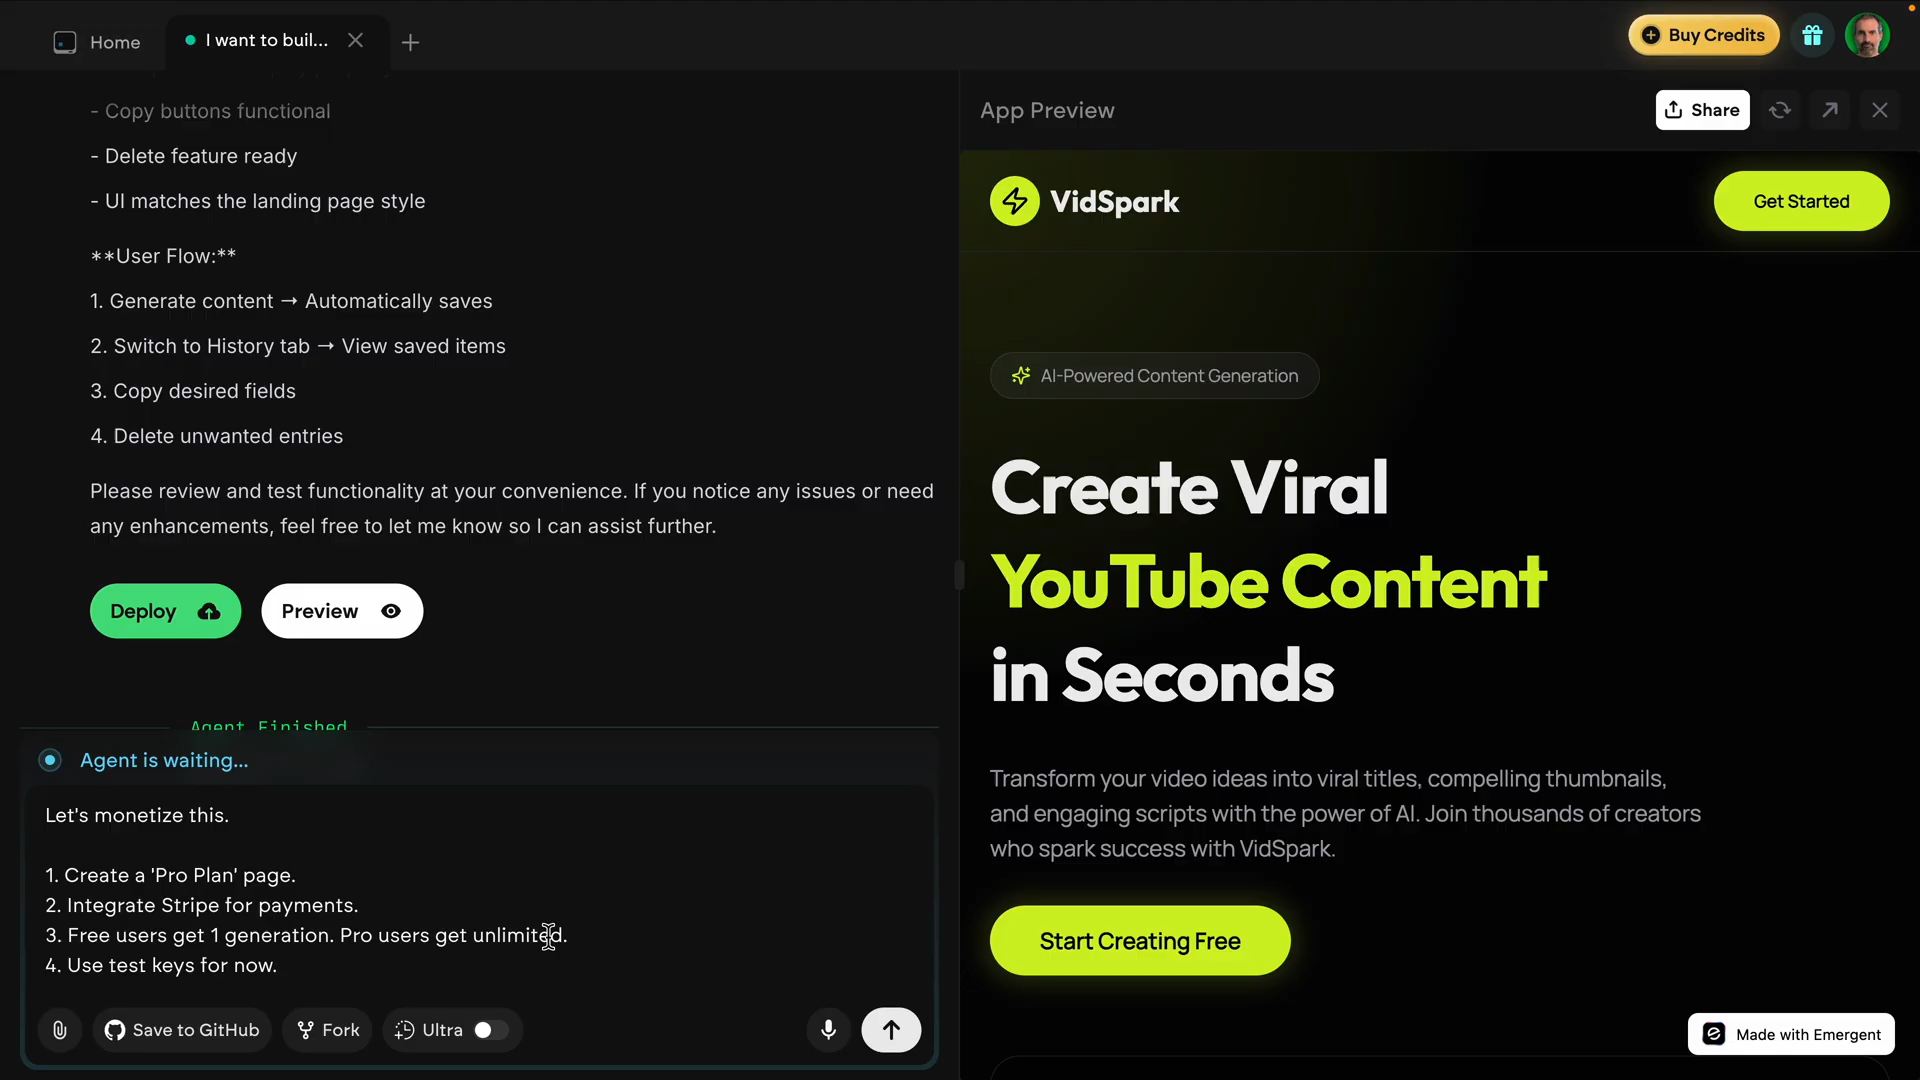 Home
I want to buil...
Buy Credits
- Copy buttons functional
- Delete feature ready
- UI matches the landing page style
**User Flow:**
1. Generate content → Automatically saves
2. Switch to History tab → View saved items
3. Copy desired fields
4. Delete unwanted entries
Please review and test functionality at your convenience. If you notice any issues or need
any enhancements, feel free to let me know so I can assist further.
Deploy
Preview
Agent Finished
Agent is waiting...
Let's monetize this.
1. Create a 'Pro Plan' page.
2. Integrate Stripe for payments.
3. Free users get 1 generation. Pro users get unlimited.
4. Use test keys for now.
Save to GitHub
Fork
Ultra
App Preview
Share
VidSpark
Get Started
AI-Powered Content Generation
Create Viral
YouTube Content
in Seconds
Transform your video ideas into viral titles, compelling thumbnails,
and engaging scripts with the power of AI. Join thousands of creators
who spark success with VidSpark.
Start Creating Free
Made with Emergent